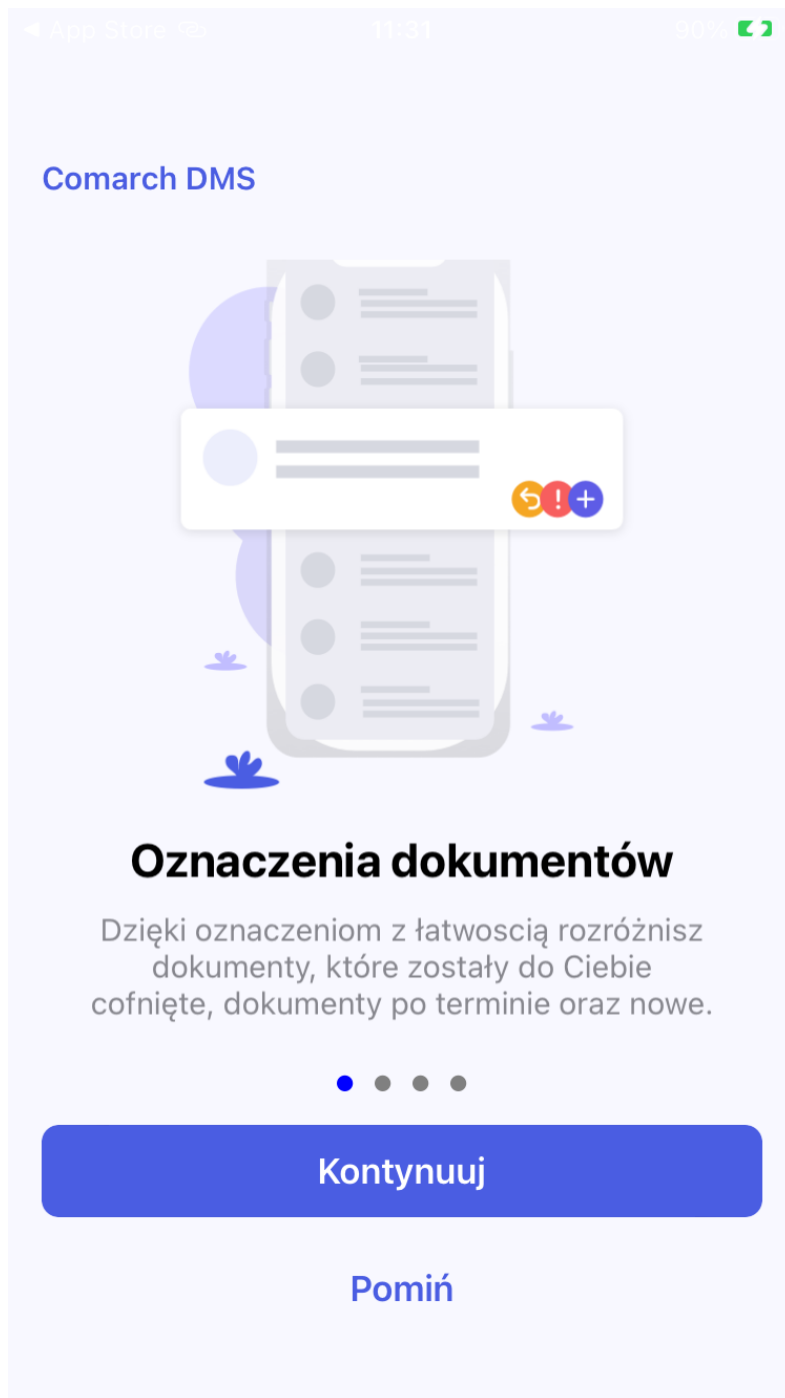 ◀ App Store
11:31
90%
Comarch DMS
Oznaczenia dokumentów
Dzięki oznaczeniom z łatwoscią rozróżnisz
dokumenty, które zostały do Ciebie
cofnięte, dokumenty po terminie oraz nowe.
Kontynuuj
Pomiń